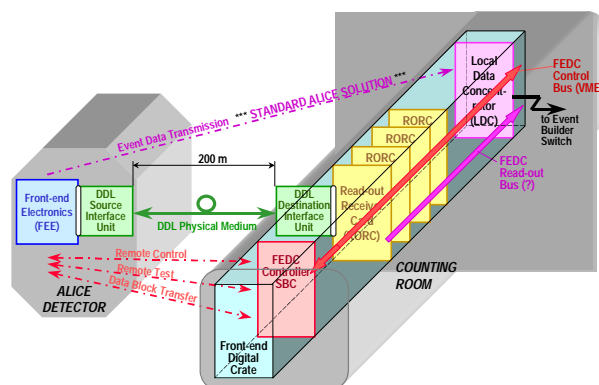 Local
Data
Concent-
rator
(LDC)
FEDC
Control
Bus (VME)
to Event
Builder
Switch
FEDC
Read-out
Bus (?)
Event Data Transmission *** STANDARD ALICE SOLUTION ***
200 m
RORC
RORC
RORC
Front-end
Electronics
(FEE)
DDL
Source
Interface
Unit
DDL Physical Medium
DDL
Destination
Interface
Unit
Read-out
Receiver
Card
(RORC)
Remote Control
Remote Test
Data Block Transfer
FEDC
Controller
SBC
COUNTING
ROOM
ALICE
DETECTOR
Front-end
Digital
Crate